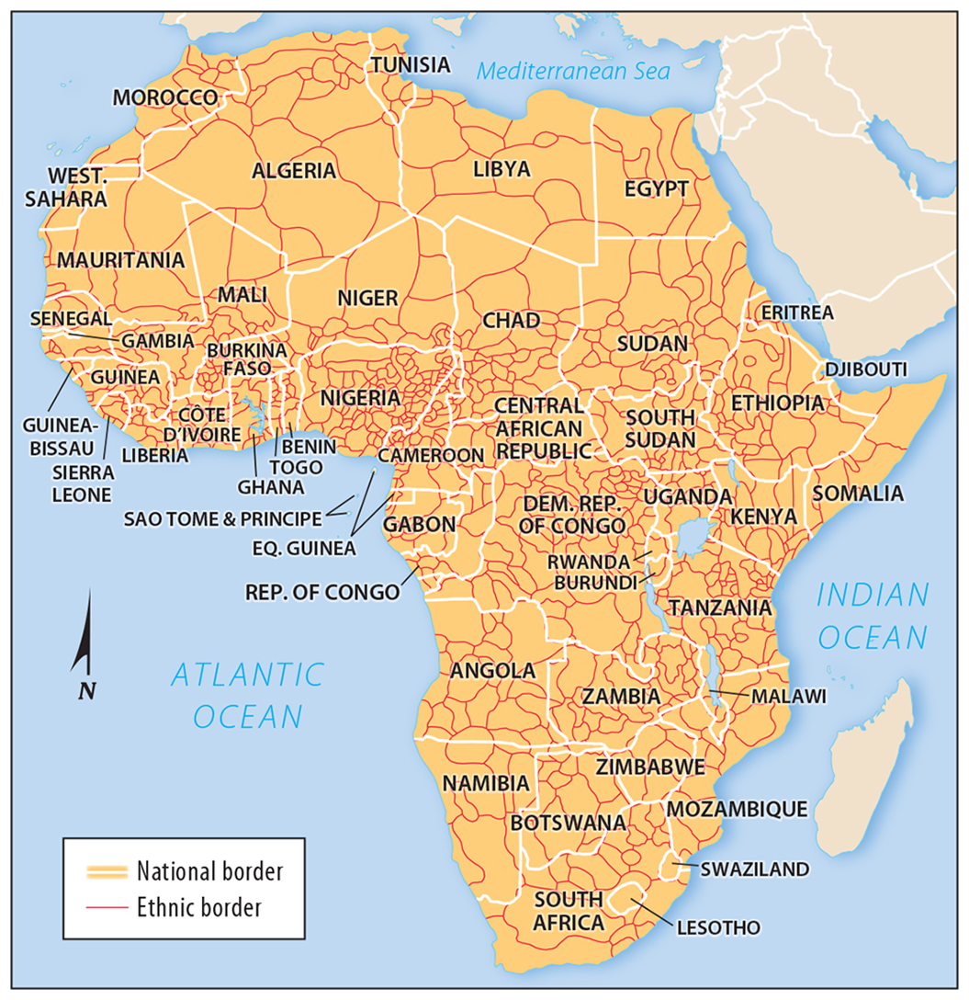 TUNISIA
Mediterranean Sea
MOROCCO
ALGERIA
LIBYA
WEST.
SAHARA
EGYPT
MAURITANIA
MALI
NIGER
CHAD
ERITREA
SENEGAL
GAMBIA
SUDAN
BURKINA
FASO
DJIBOUTI
GUINEA
NIGERIA
ETHIOPIA
CENTRAL
AFRICAN
REPUBLIC
SOUTH
SUDAN
CÔTE
D'IVOIRE
GUINEA-
BISSAU
LIBERIA
BENIN
CAMEROON
TOGO
SIERRA
LEONE
GHANA
SOMALIA
UGANDA
KENYA
DEM. REP.
OF CONGO
SAO TOME & PRINCIPE
GABON
EQ. GUINEA
RWANDA
BURUNDI
REP. OF CONGO
TANZANIA
INDIAN
OCEAN
N
ATLANTIC
OCEAN
ANGOLA
ZAMBIA
MALAWI
ZIMBABWE
NAMIBIA
BOTSWANA
MOZAMBIQUE
SWAZILAND
SOUTH
AFRICA
LESOTHO
National border
Ethnic border